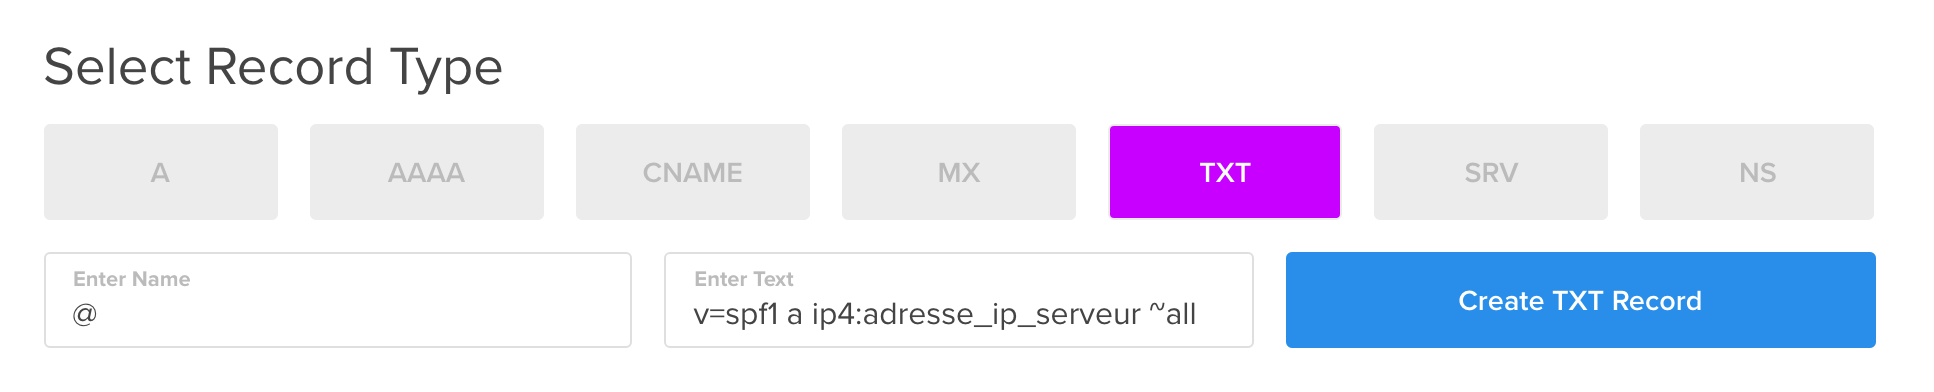 Select Record Type
A AAAA CNAME MX TXT SRV NS
Enter Name
@
Enter Text
v=spf1 a ip4:adresse_ip_serveur ~all
Create TXT Record